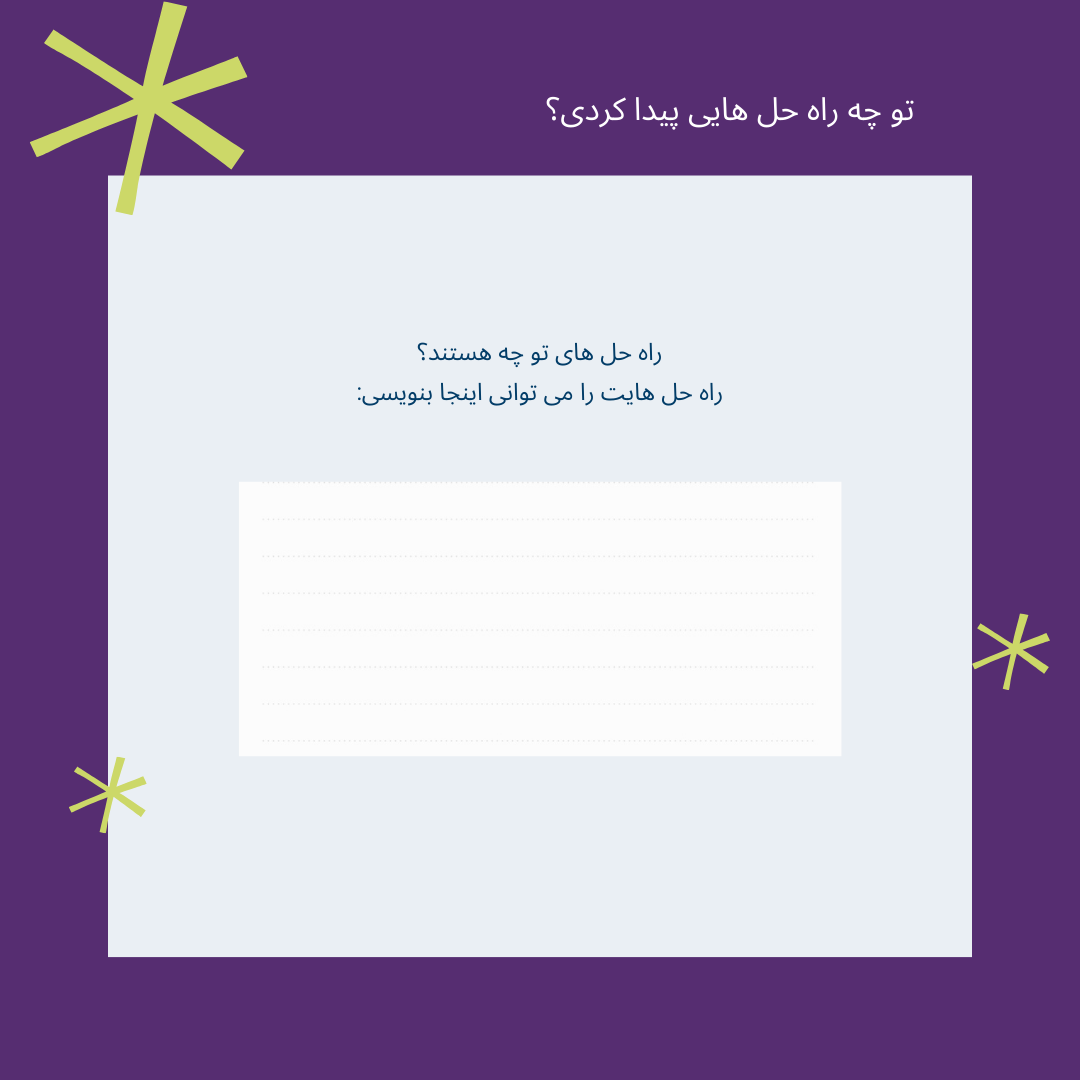 تو چه راه حل هایی پیدا کردی؟
راه حل های تو چه هستند؟
راه حل هایت را می توانی اینجا بنویسی: